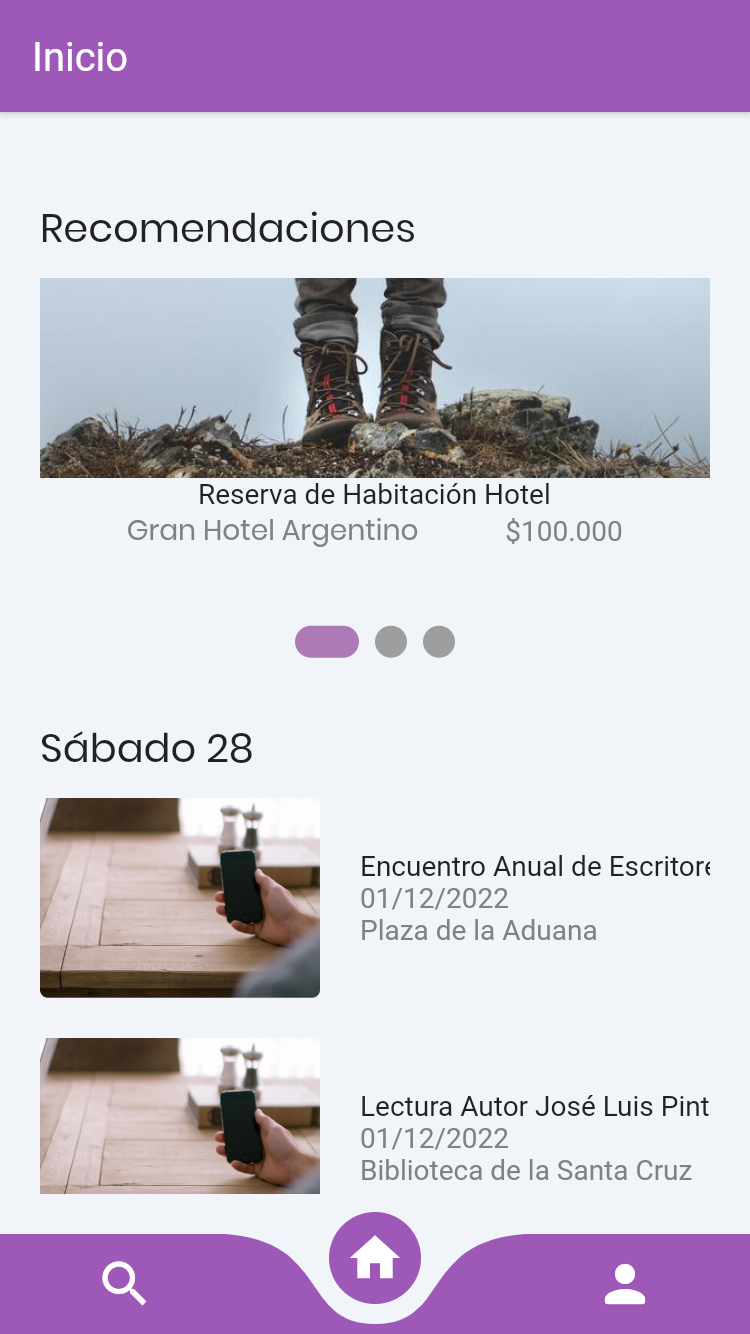 Inicio
Recomendaciones
Reserva de Habitación Hotel
Gran Hotel Argentino $100.000
Sábado 28
Encuentro Anual de Escritore
01/12/2022
Plaza de la Aduana
Lectura Autor José Luis Pint
01/12/2022
Biblioteca de la Santa Cruz